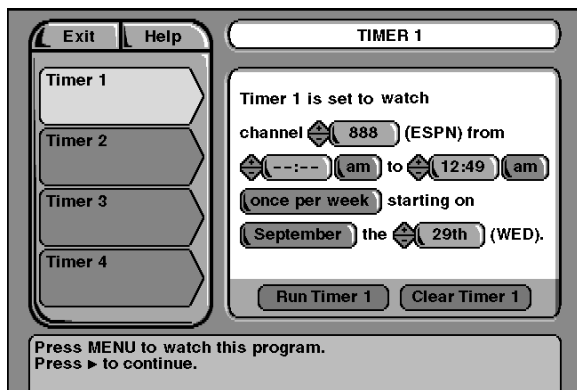 Exit Help
TIMER 1
Timer 1
Timer 2
Timer 3
Timer 4
Timer 1 is set to watch
channel 888 (ESPN) from
--:-- am to 12:49 am
once per week starting on
September the 29th (WED).
Run Timer 1 Clear Timer 1
Press MENU to watch this program.
Press ► to continue.